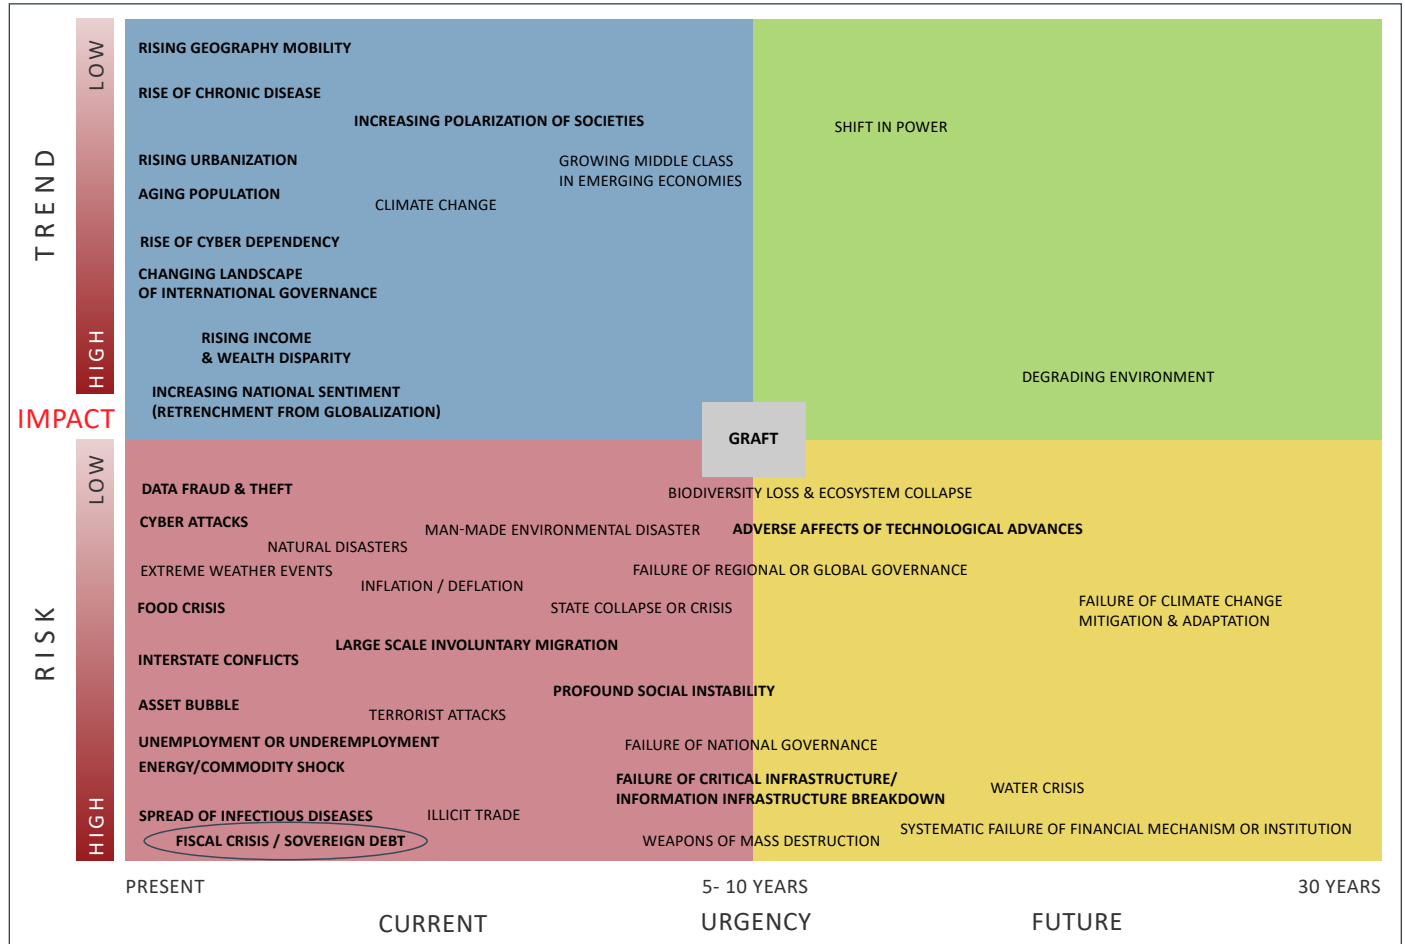 LOW
RISING GEOGRAPHY MOBILITY
RISE OF CHRONIC DISEASE
INCREASING POLARIZATION OF SOCIETIES
SHIFT IN POWER
RISING URBANIZATION
GROWING MIDDLE CLASS
IN EMERGING ECONOMIES
AGING POPULATION
CLIMATE CHANGE
TREND
RISE OF CYBER DEPENDENCY
CHANGING LANDSCAPE
OF INTERNATIONAL GOVERNANCE
RISING INCOME
& WEALTH DISPARITY
HIGH
DEGRADING ENVIRONMENT
INCREASING NATIONAL SENTIMENT
(RETRENCHMENT FROM GLOBALIZATION)
IMPACT
GRAFT
LOW
DATA FRAUD & THEFT
BIODIVERSITY LOSS & ECOSYSTEM COLLAPSE
CYBER ATTACKS
MAN-MADE ENVIRONMENTAL DISASTER
ADVERSE AFFECTS OF TECHNOLOGICAL ADVANCES
NATURAL DISASTERS
EXTREME WEATHER EVENTS
FAILURE OF REGIONAL OR GLOBAL GOVERNANCE
INFLATION / DEFLATION
FOOD CRISIS
STATE COLLAPSE OR CRISIS
FAILURE OF CLIMATE CHANGE
MITIGATION & ADAPTATION
RISK
LARGE SCALE INVOLUNTARY MIGRATION
INTERSTATE CONFLICTS
PROFOUND SOCIAL INSTABILITY
ASSET BUBBLE
TERRORIST ATTACKS
UNEMPLOYMENT OR UNDEREMPLOYMENT
FAILURE OF NATIONAL GOVERNANCE
ENERGY/COMMODITY SHOCK
FAILURE OF CRITICAL INFRASTRUCTURE/
INFORMATION INFRASTRUCTURE BREAKDOWN
WATER CRISIS
HIGH
SPREAD OF INFECTIOUS DISEASES
ILLICIT TRADE
SYSTEMATIC FAILURE OF FINANCIAL MECHANISM OR INSTITUTION
FISCAL CRISIS / SOVEREIGN DEBT
WEAPONS OF MASS DESTRUCTION
PRESENT
5- 10 YEARS
30 YEARS
CURRENT
URGENCY
FUTURE